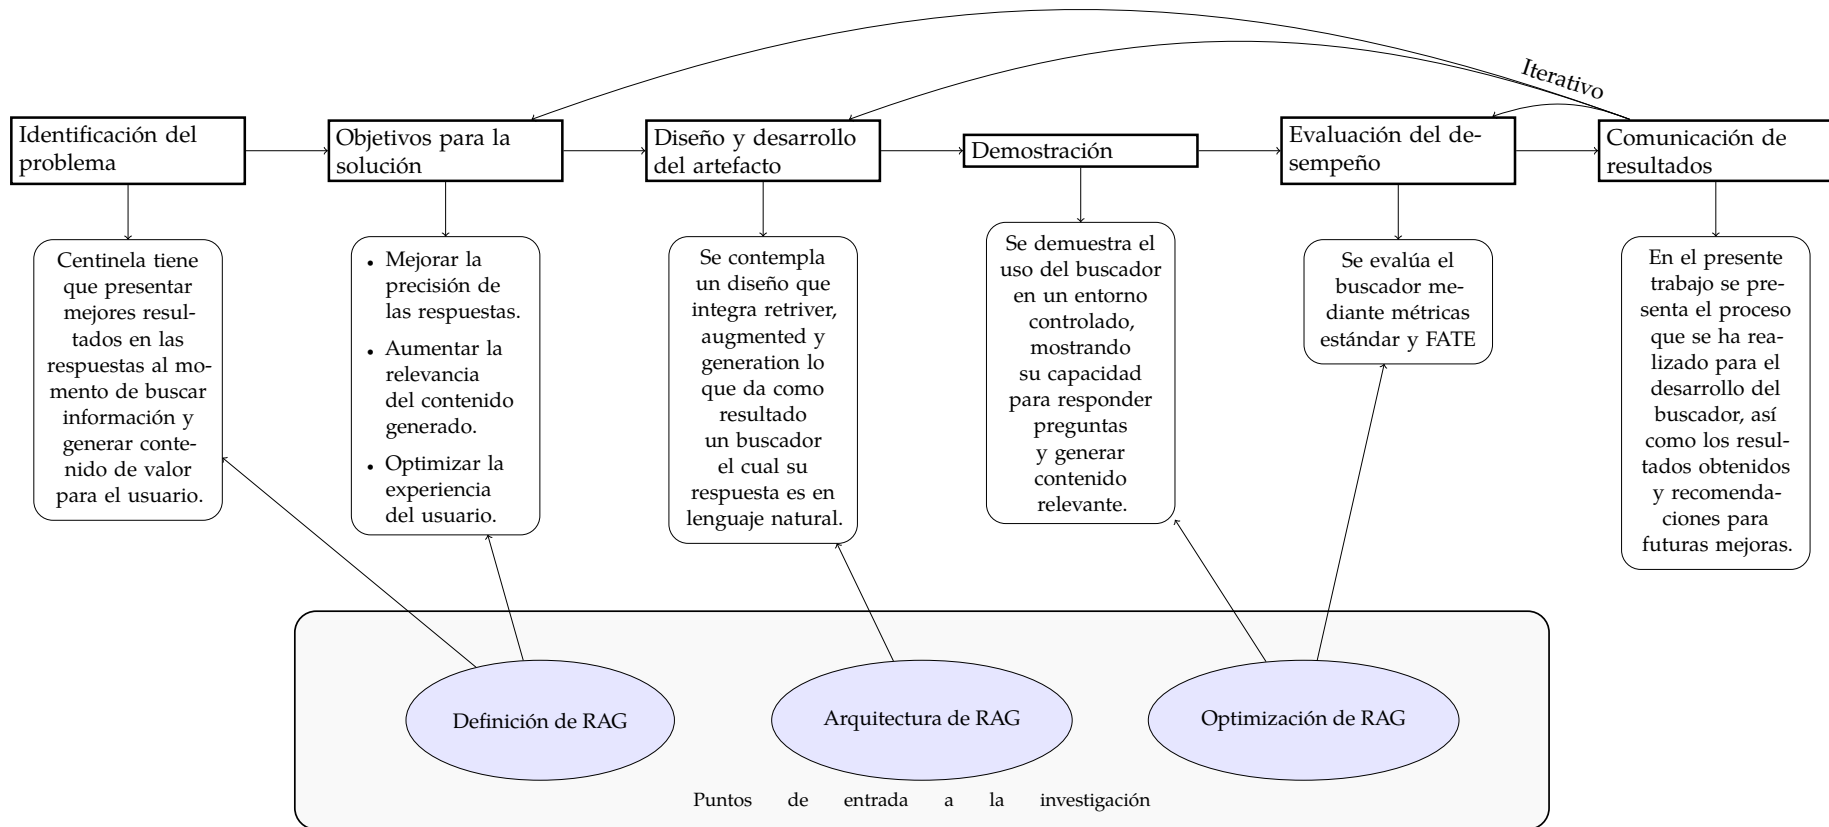 Iterativo
Identificación del
problema
Objetivos para la
solución
Diseño y desarrollo
del artefacto
Demostración
Evaluación del de-
sempeño
Comunicación de
resultados
Centinela tiene
que presentar
mejores resul-
tados en las
respuestas al mo-
mento de buscar
información y
generar conte-
nido de valor
para el usuario.
• Mejorar la
precisión de
las respuestas.
• Aumentar la
relevancia
del contenido
generado.
• Optimizar la
experiencia
del usuario.
Se contempla
un diseño que
integra retriver,
augmented y
generation lo
que da como
resultado
un buscador
el cual su
respuesta es en
lenguaje natural.
Se demuestra el
uso del buscador
en un entorno
controlado,
mostrando
su capacidad
para responder
preguntas
y generar
contenido
relevante.
Se evalúa el
buscador me-
diante métricas
estándar y FATE
En el presente
trabajo se pre-
senta el proceso
que se ha rea-
lizado para el
desarrollo del
buscador, así
como los resul-
tados obtenidos
y recomenda-
ciones para
futuras mejoras.
Definición de RAG
Arquitectura de RAG
Optimización de RAG
Puntos de entrada a la investigación